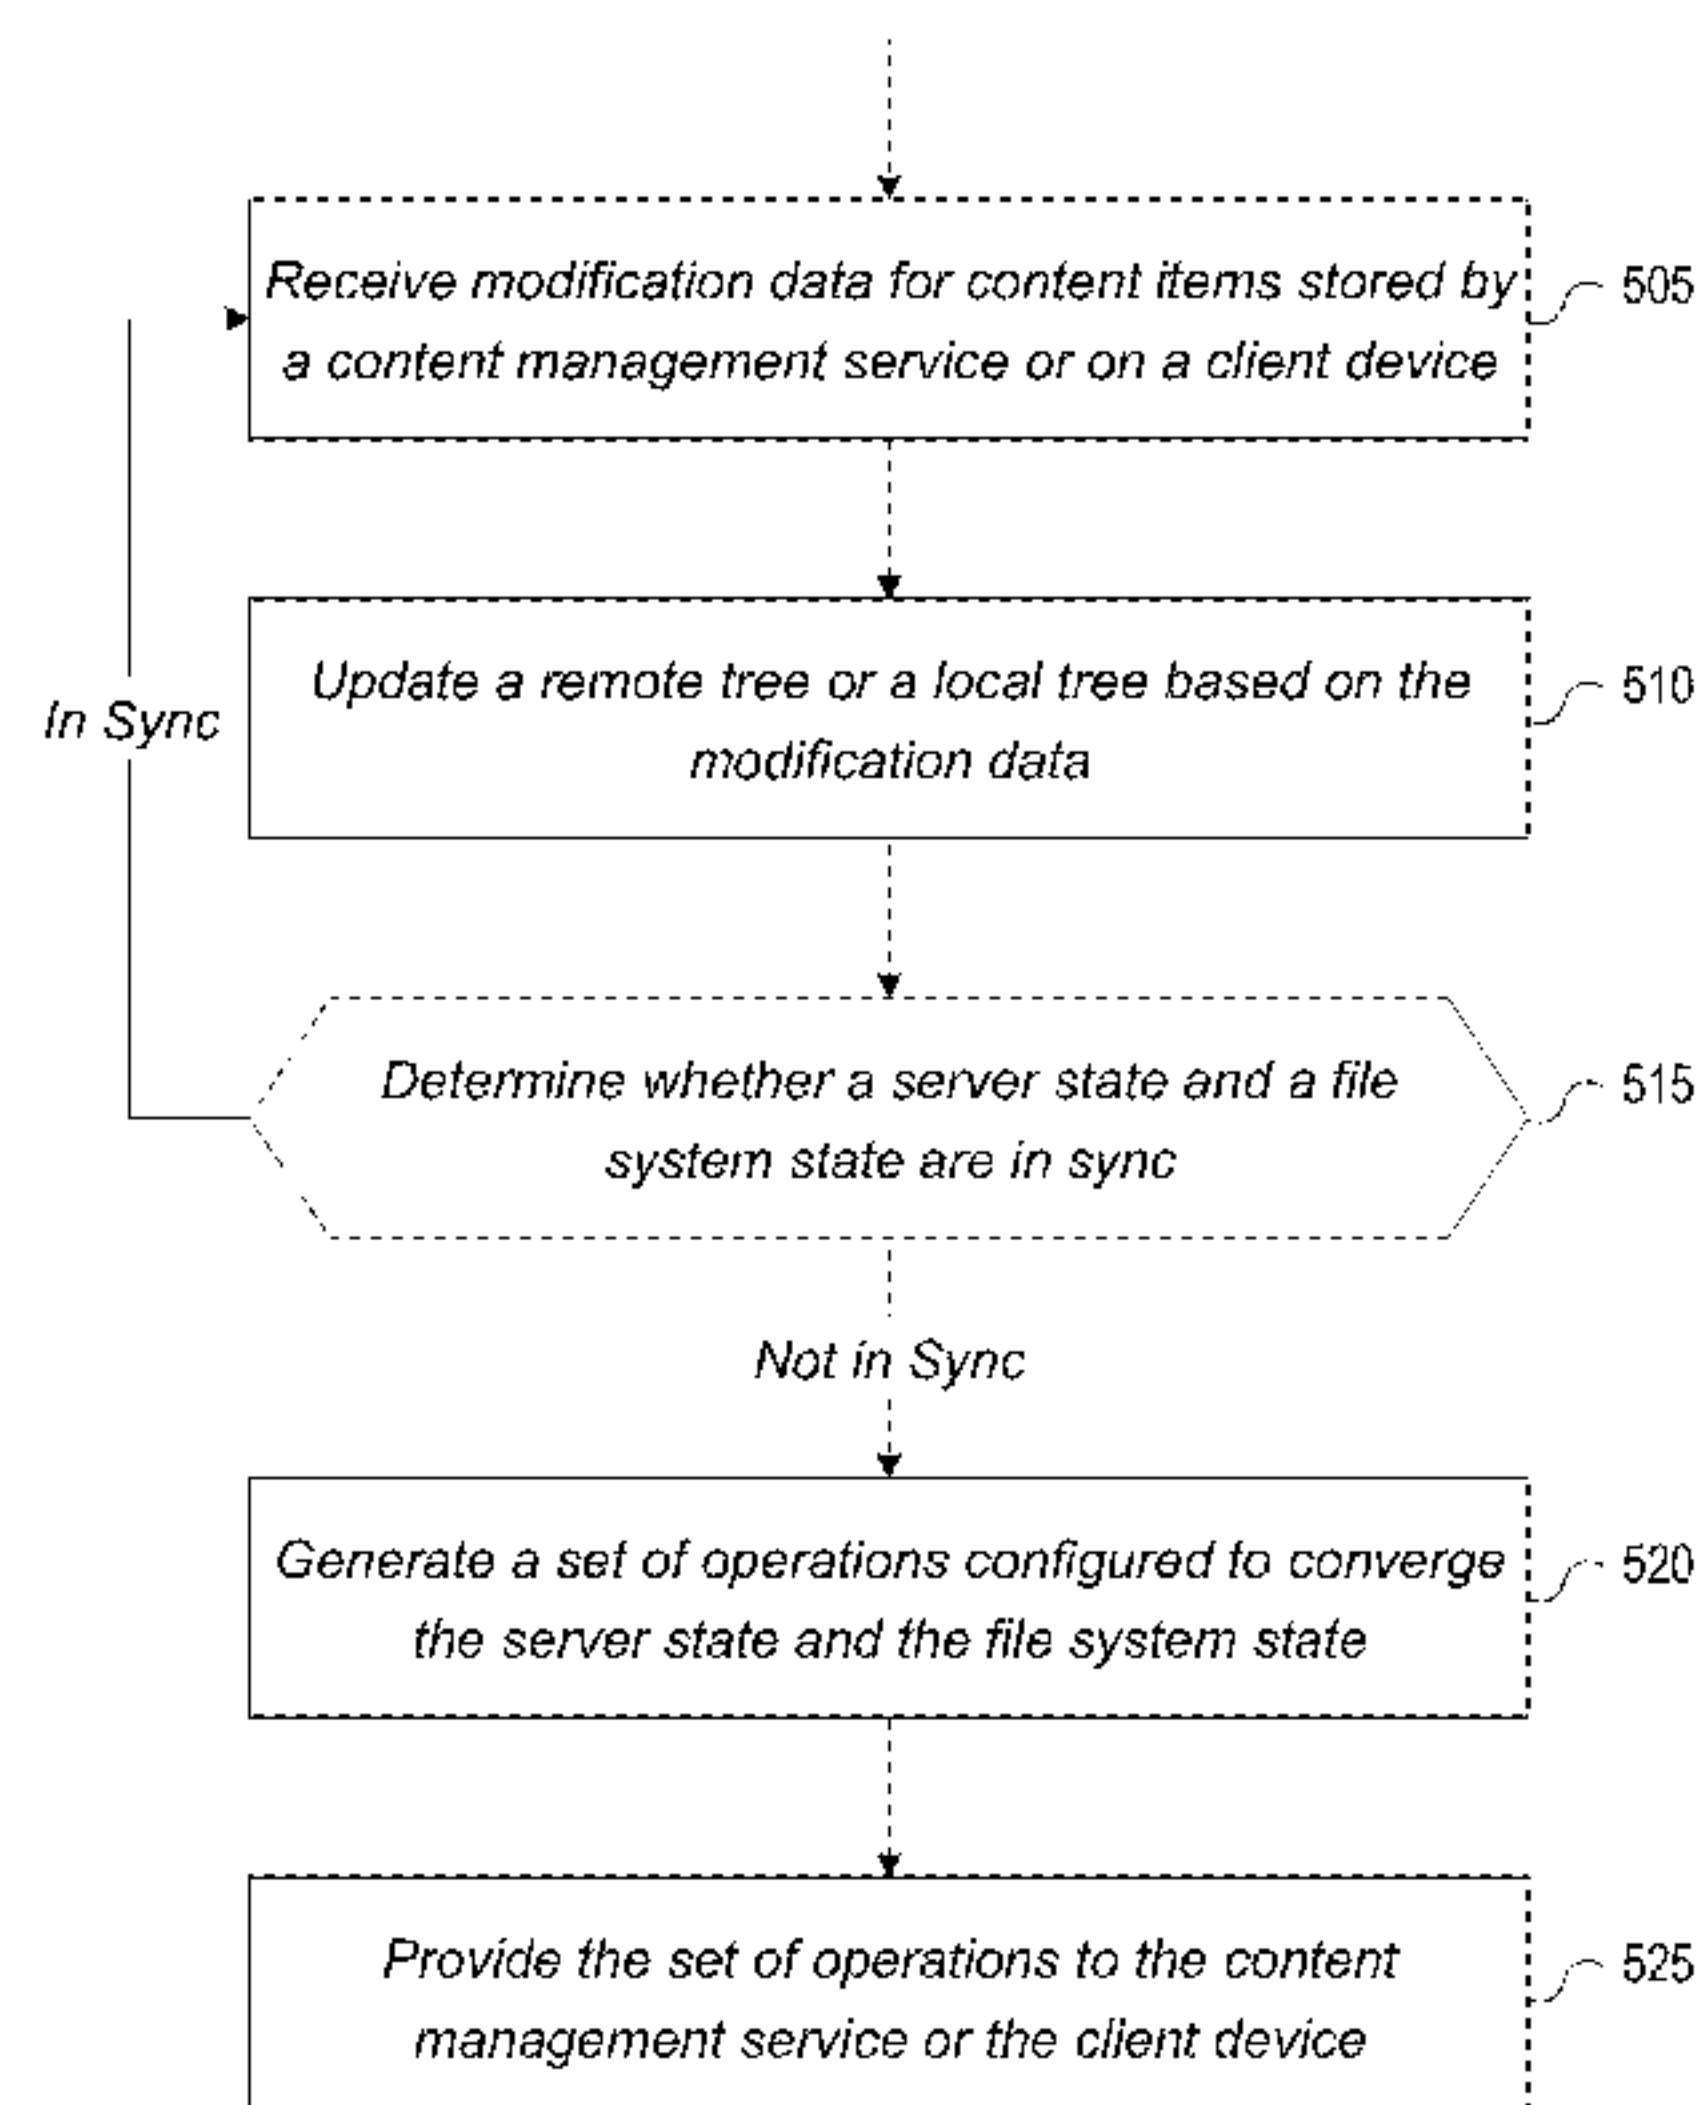 Receive modification data for content items stored by
a content management service or on a client device
505
Update a remote tree or a local tree based on the
modification data
510
In Sync
Determine whether a server state and a file
system state are in sync
515
Not in Sync
Generate a set of operations configured to converge
the server state and the file system state
520
Provide the set of operations to the content
management service or the client device
525